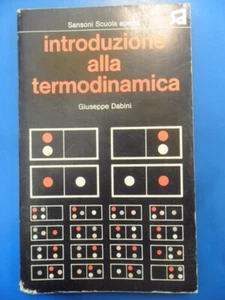 Sansoni Scuola aperta
introduzione
alla
termodinamica
Giuseppe Dabini